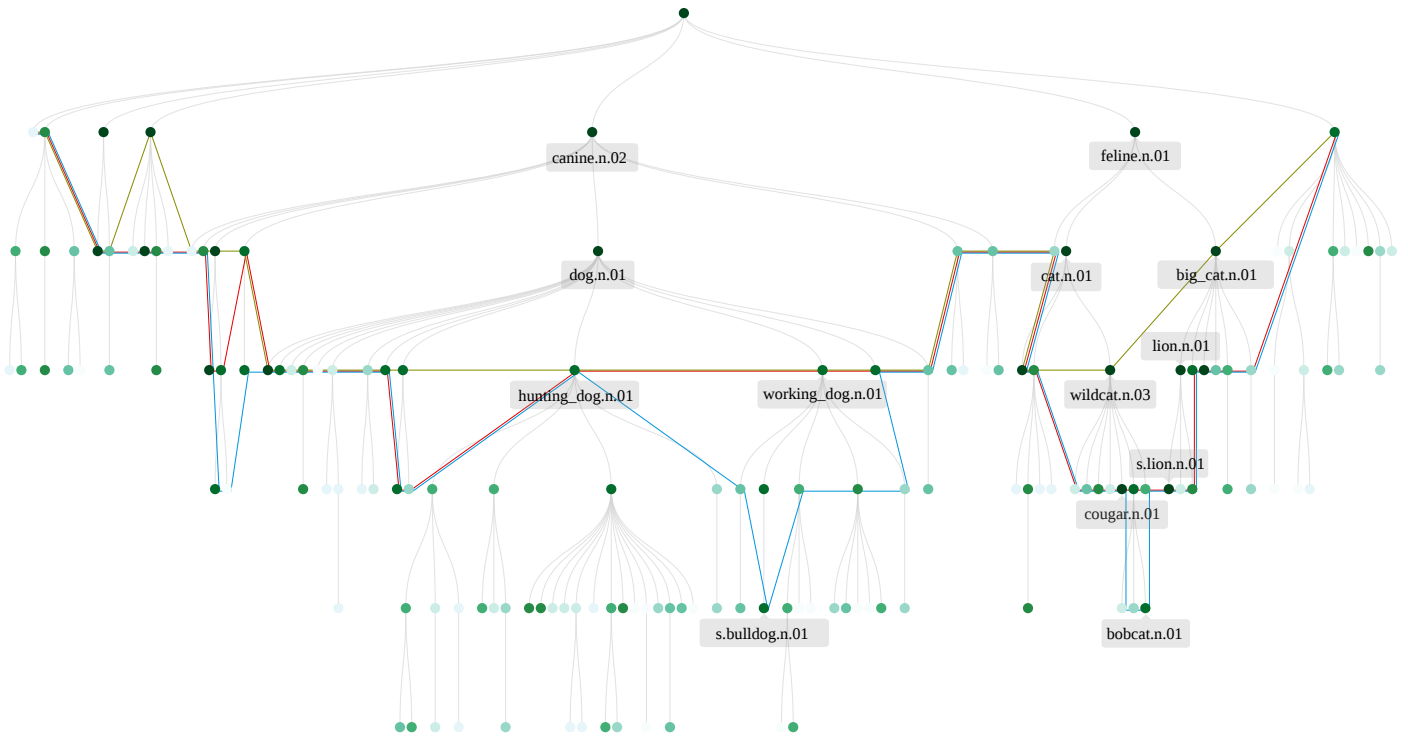 canine.n.02
feline.n.01
dog.n.01
cat.n.01
big_cat.n.01
lion.n.01
hunting_dog.n.01
working_dog.n.01
wildcat.n.03
s.lion.n.01
cougar.n.01
s.bulldog.n.01
bobcat.n.01